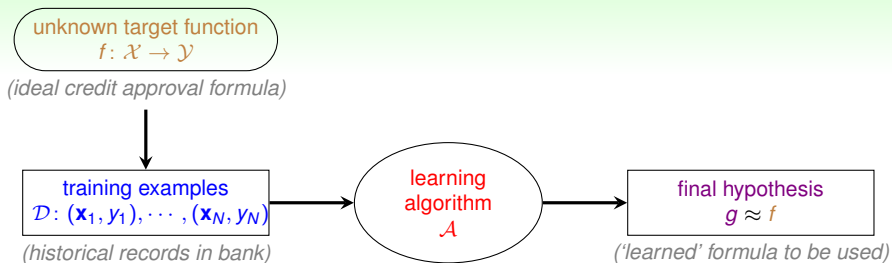 unknown target function
f: 𝒳 → 𝒴
(ideal credit approval formula)
training examples
𝒟: (𝐱₁, y₁), ⋯ , (𝐱_N, y_N)
(historical records in bank)
learning
algorithm
𝒜
final hypothesis
g ≈ f
(‘learned’ formula to be used)